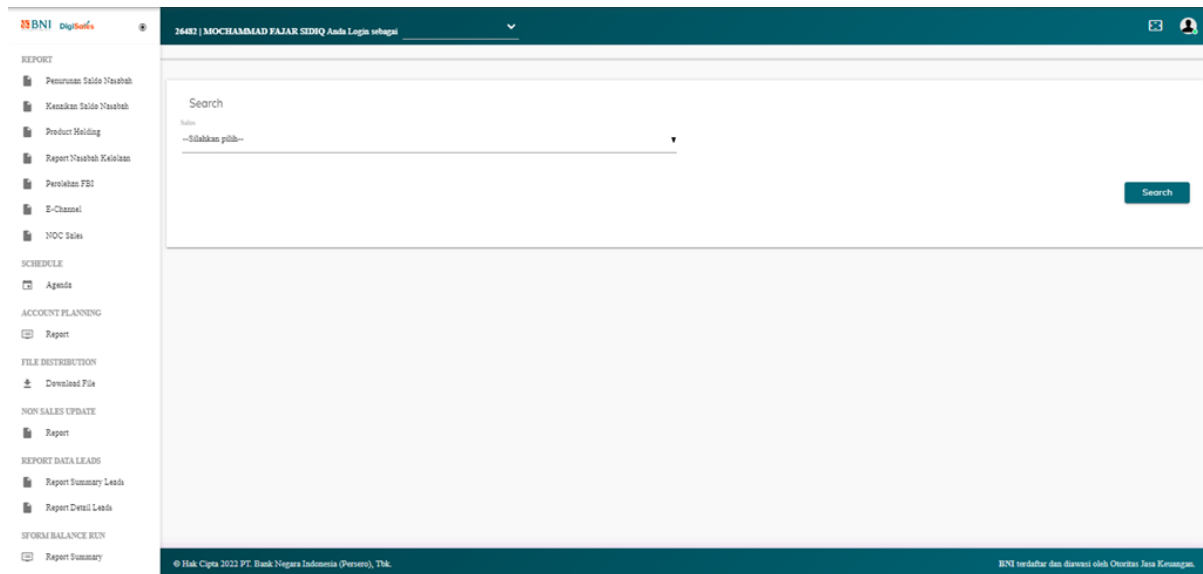 BNI DigiSales
26482 | MOCHAMMAD FAJAR SIDIQ Anda Login sebagai
REPORT
Penurunan Saldo Nasabah
Kenaikan Saldo Nasabah
Product Holding
Report Nasabah Kelolaan
Perolehan FBI
E-Channel
NOC Sales
SCHEDULE
Agenda
ACCOUNT PLANNING
Report
FILE DISTRIBUTION
Download File
NON SALES UPDATE
Report
REPORT DATA LEADS
Report Summary Leads
Report Detail Leads
SFORM BALANCE RUN
Report Summary
Search
Sales
--Silahkan pilih--
Search
© Hak Cipta 2022 PT. Bank Negara Indonesia (Persero), Tbk.
BNI terdaftar dan diawasi oleh Otoritas Jasa Keuangan.